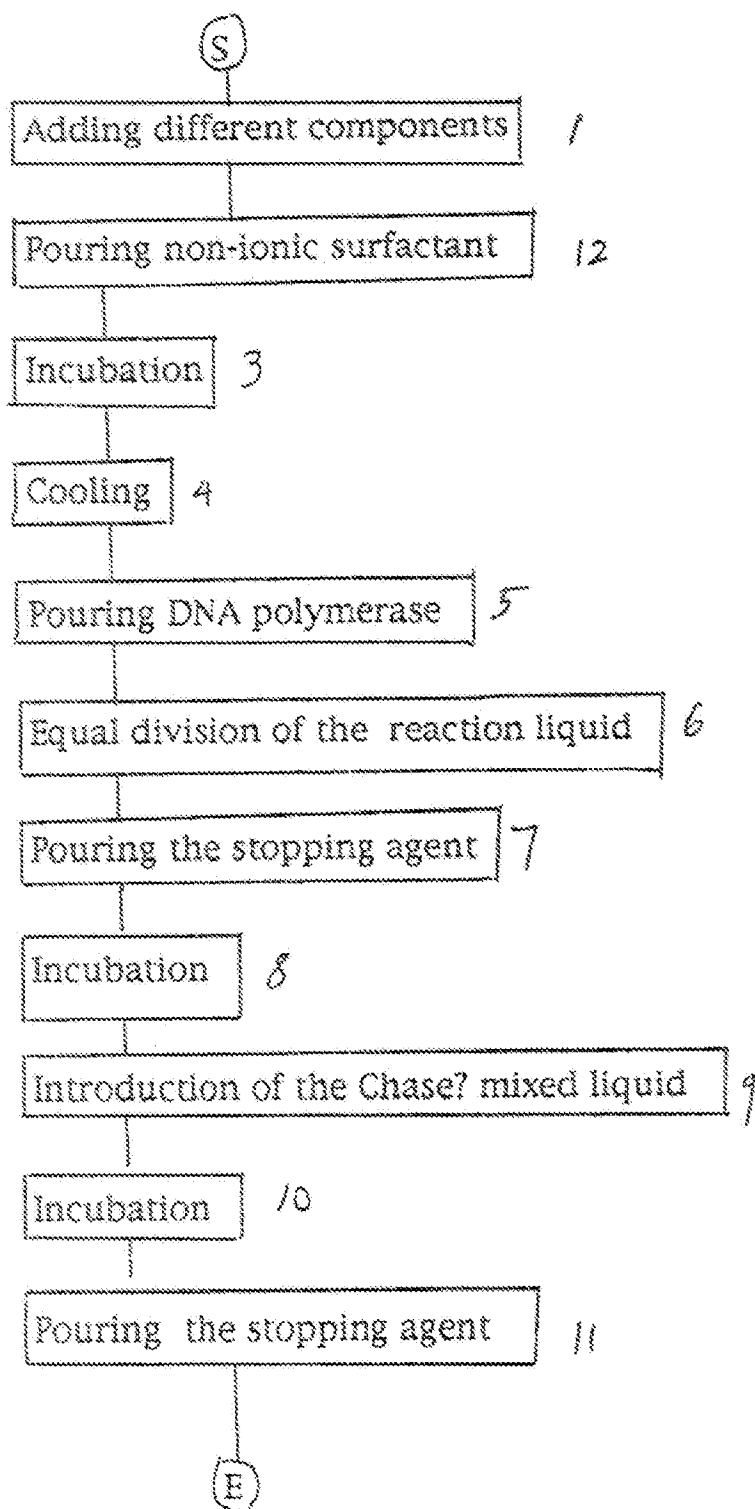 S
Adding different components 1
Pouring non-ionic surfactant 12
Incubation 3
Cooling 4
Pouring DNA polymerase 5
Equal division of the reaction liquid 6
Pouring the stopping agent 7
Incubation 8
Introduction of the Chase? mixed liquid 9
Incubation 10
Pouring the stopping agent 11
E